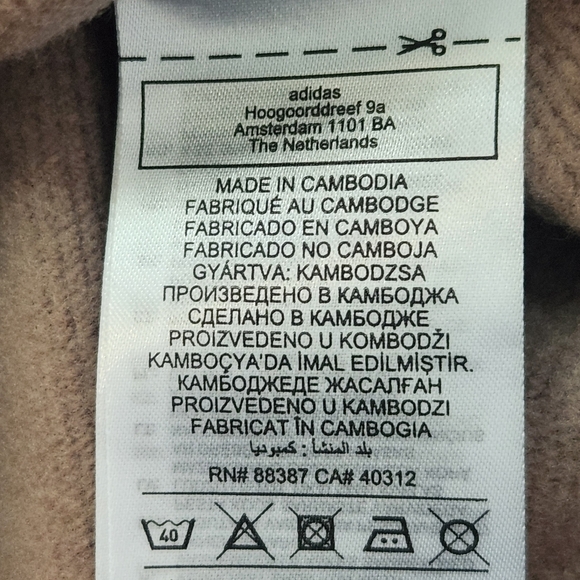 adidas
Hoogoorddreef 9a
Amsterdam 1101 BA
The Netherlands
MADE IN CAMBODIA
FABRIQUÉ AU CAMBODGE
FABRICADO EN CAMBOYA
FABRICADO NO CAMBOJA
GYÁRTVA: KAMBODZSA
ПРОИЗВЕДЕНО В КАМБОДЖА
СДЕЛАНО В КАМБОДЖЕ
PROIZVEDENO U KOMBODŽI
KAMBOÇYA'DA İMAL EDİLMİŞTİR.
КАМБОДЖЕДЕ ЖАСАЛҒАН
PROIZVEDENO U KAMBODZI
FABRICAT ÎN CAMBOGIA
بلد المنشأ : كمبوديا
RN# 88387 CA# 40312
40